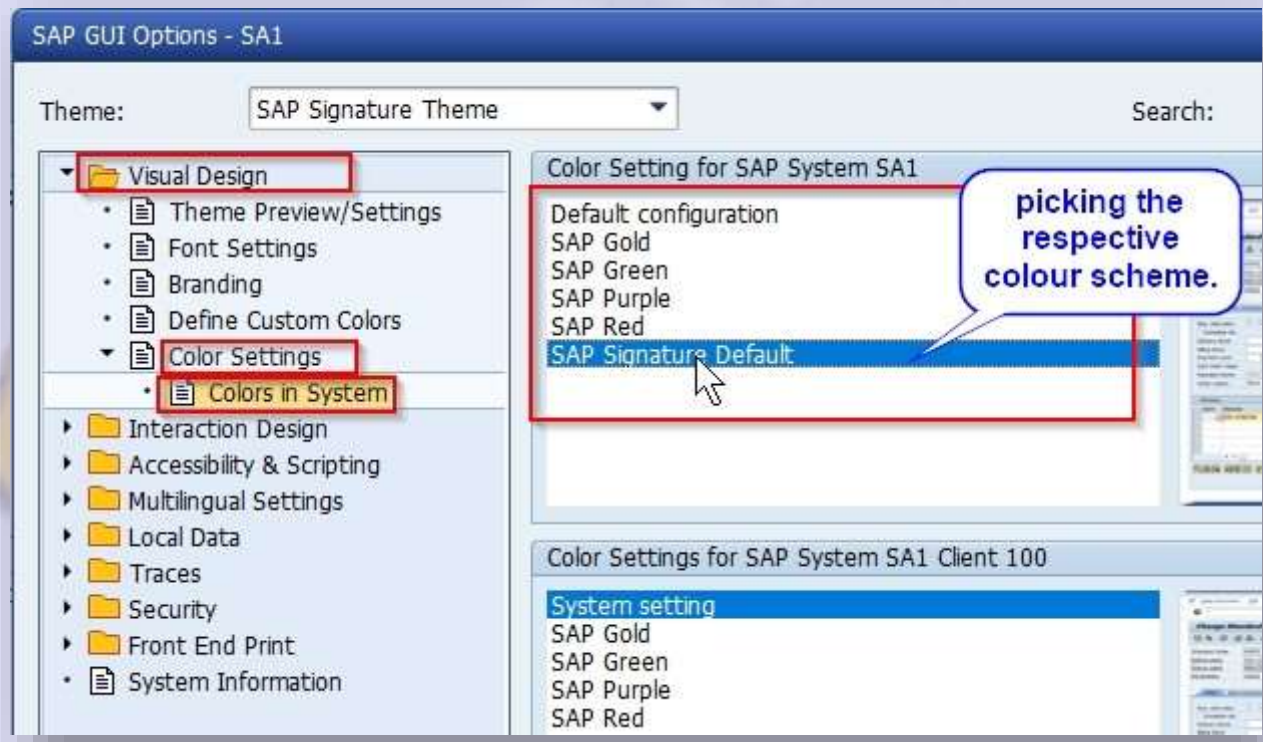 SAP GUI Options - SA1
Theme: SAP Signature Theme Search:
Visual Design
Theme Preview/Settings
Font Settings
Branding
Define Custom Colors
Color Settings
Colors in System
Interaction Design
Accessibility & Scripting
Multilingual Settings
Local Data
Traces
Security
Front End Print
System Information
Color Setting for SAP System SA1
Default configuration
SAP Gold
SAP Green
SAP Purple
SAP Red
SAP Signature Default
picking the
respective
colour scheme.
Color Settings for SAP System SA1 Client 100
System setting
SAP Gold
SAP Green
SAP Purple
SAP Red